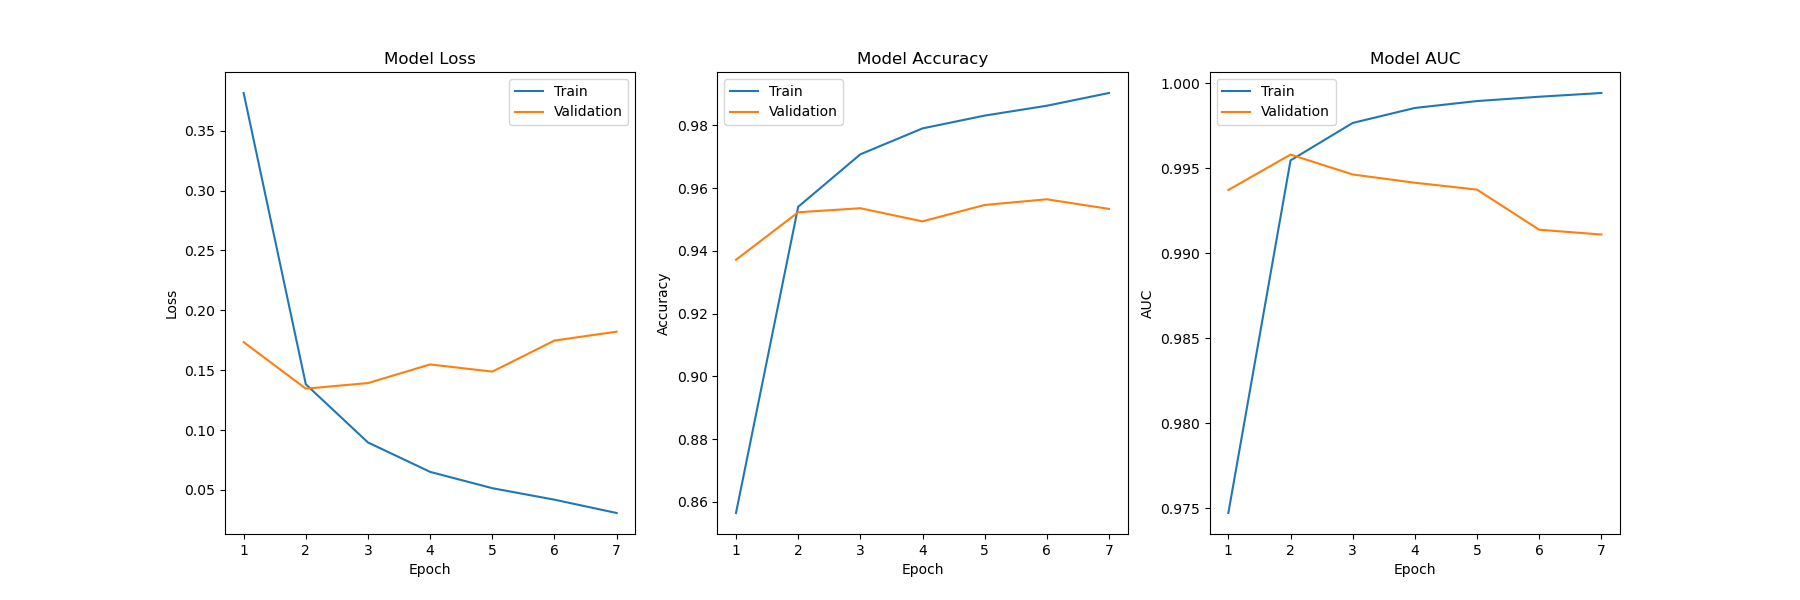 Model Loss
Train
Validation
0.35
0.30
0.25
0.20
0.15
0.10
0.05
Loss
1 2 3 4 5 6 7
Epoch
Model Accuracy
Train
Validation
0.98
0.96
0.94
0.92
0.90
0.88
0.86
Accuracy
1 2 3 4 5 6 7
Epoch
Model AUC
Train
Validation
1.000
0.995
0.990
0.985
0.980
0.975
AUC
1 2 3 4 5 6 7
Epoch